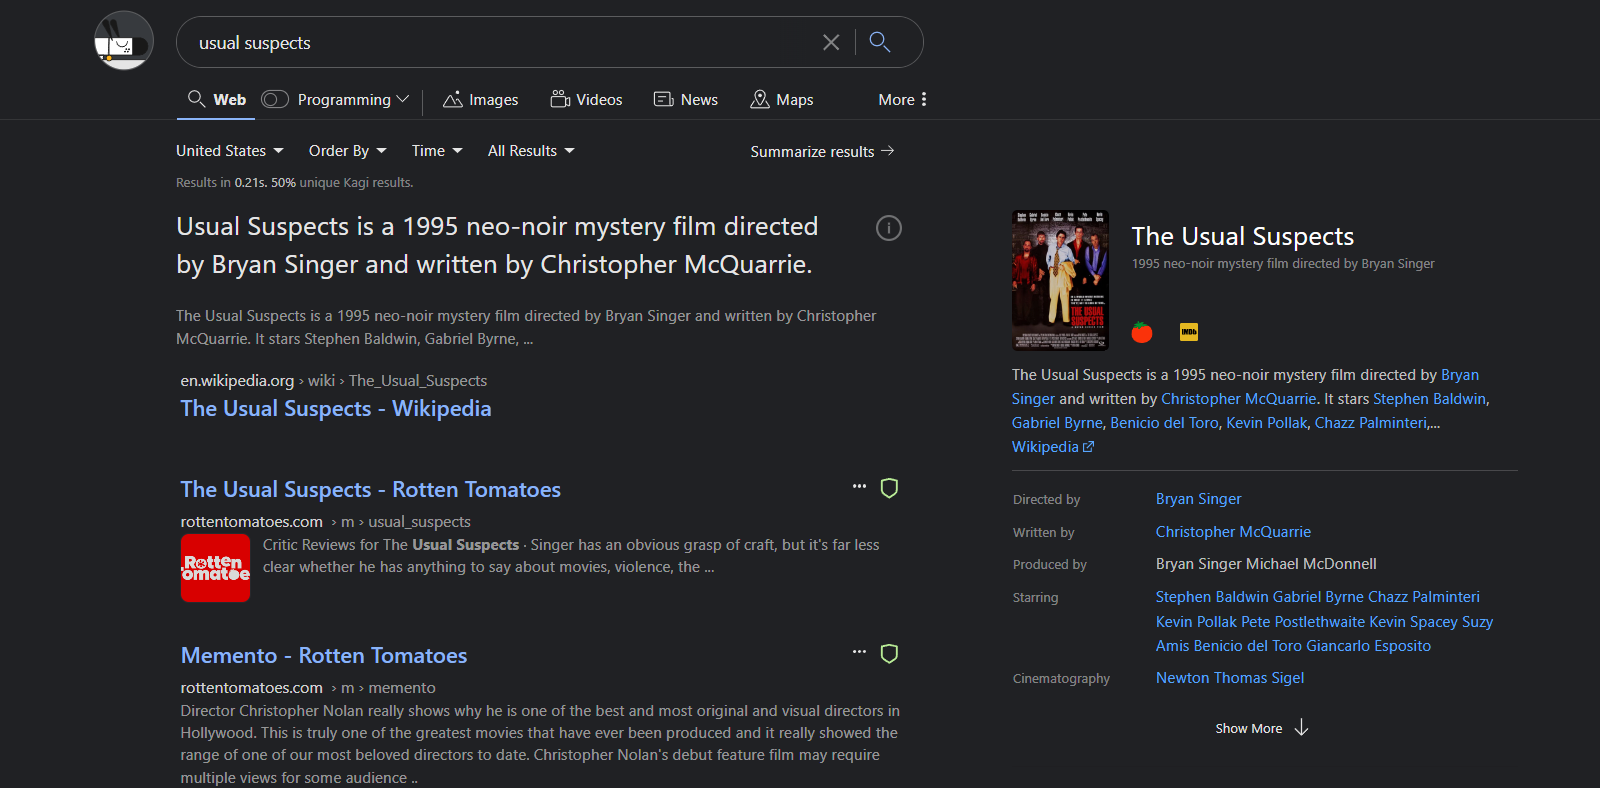 usual suspects
Web
Programming
Images
Videos
News
Maps
More
United States
Order By
Time
All Results
Summarize results
Results in 0.21s. 50% unique Kagi results.
Usual Suspects is a 1995 neo-noir mystery film directed
by Bryan Singer and written by Christopher McQuarrie.
The Usual Suspects is a 1995 neo-noir mystery film directed by Bryan Singer and written by Christopher
McQuarrie. It stars Stephen Baldwin, Gabriel Byrne, ...
en.wikipedia.org › wiki › The_Usual_Suspects
The Usual Suspects - Wikipedia
The Usual Suspects - Rotten Tomatoes
rottentomatoes.com › m › usual_suspects
Rotten
Tomatoe
Critic Reviews for The Usual Suspects · Singer has an obvious grasp of craft, but it's far less
clear whether he has anything to say about movies, violence, the ...
Memento - Rotten Tomatoes
rottentomatoes.com › m › memento
Director Christopher Nolan really shows why he is one of the best and most original and visual directors in
Hollywood. This is truly one of the greatest movies that have ever been produced and it really showed the
range of one of our most beloved directors to date. Christopher Nolan's debut feature film may require
multiple views for some audience ..
THE USUAL
SUSPECTS
The Usual Suspects
1995 neo-noir mystery film directed by Bryan Singer
IMDb
The Usual Suspects is a 1995 neo-noir mystery film directed by Bryan
Singer and written by Christopher McQuarrie. It stars Stephen Baldwin,
Gabriel Byrne, Benicio del Toro, Kevin Pollak, Chazz Palminteri,...
Wikipedia
Directed by Bryan Singer
Written by Christopher McQuarrie
Produced by Bryan Singer Michael McDonnell
Starring Stephen Baldwin Gabriel Byrne Chazz Palminteri
Kevin Pollak Pete Postlethwaite Kevin Spacey Suzy
Amis Benicio del Toro Giancarlo Esposito
Cinematography Newton Thomas Sigel
Show More